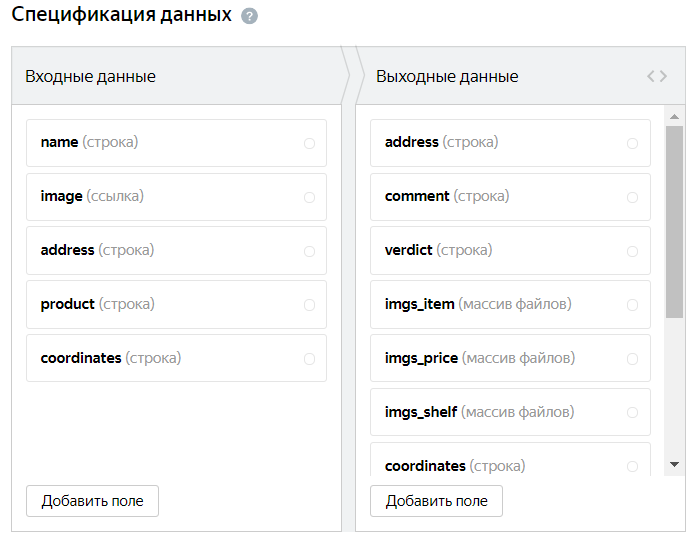 Спецификация данных ?
Входные данные
name (строка)
image (ссылка)
address (строка)
product (строка)
coordinates (строка)
Добавить поле
Выходные данные
address (строка)
comment (строка)
verdict (строка)
imgs_item (массив файлов)
imgs_price (массив файлов)
imgs_shelf (массив файлов)
coordinates (строка)
Добавить поле